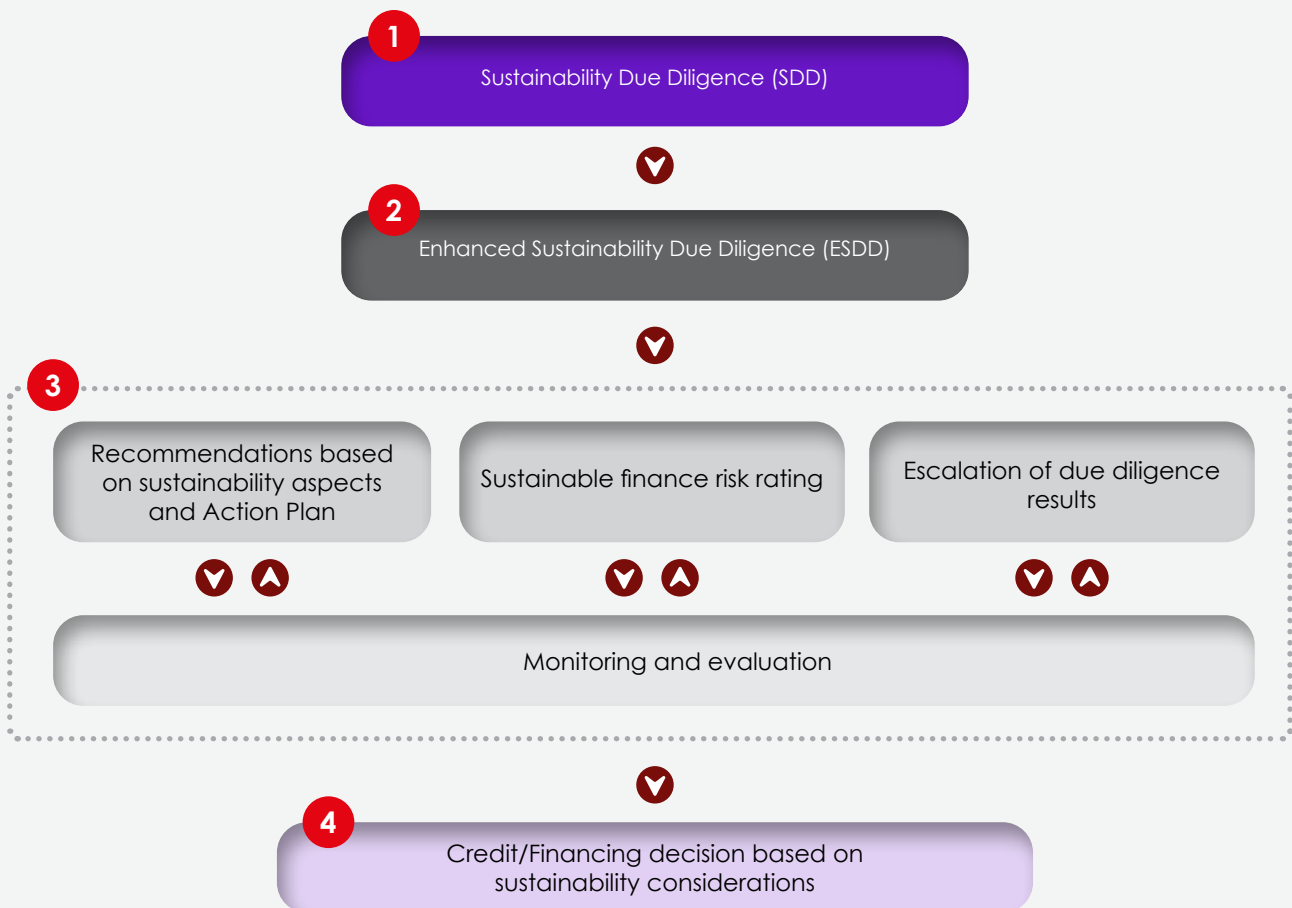 1
Sustainability Due Diligence (SDD)
2
Enhanced Sustainability Due Diligence (ESDD)
3
Recommendations based
on sustainability aspects
and Action Plan
Sustainable finance risk rating
Escalation of due diligence
results
Monitoring and evaluation
4
Credit/Financing decision based on
sustainability considerations